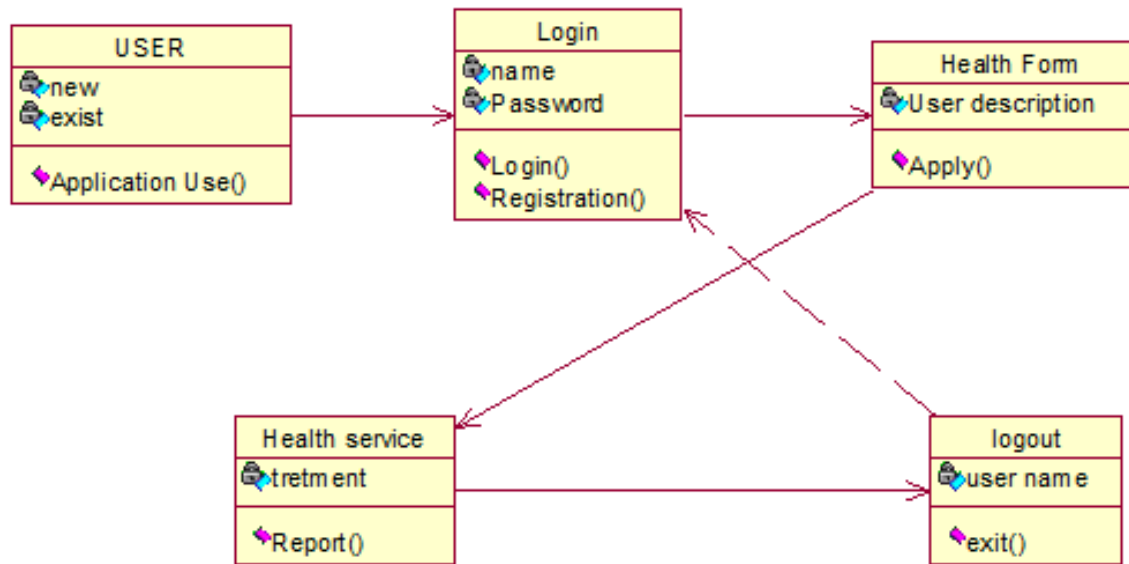 USER
new
exist
Application Use()
Login
name
Password
Login()
Registration()
Health Form
User description
Apply()
Health service
tretment
Report()
logout
user name
exit()